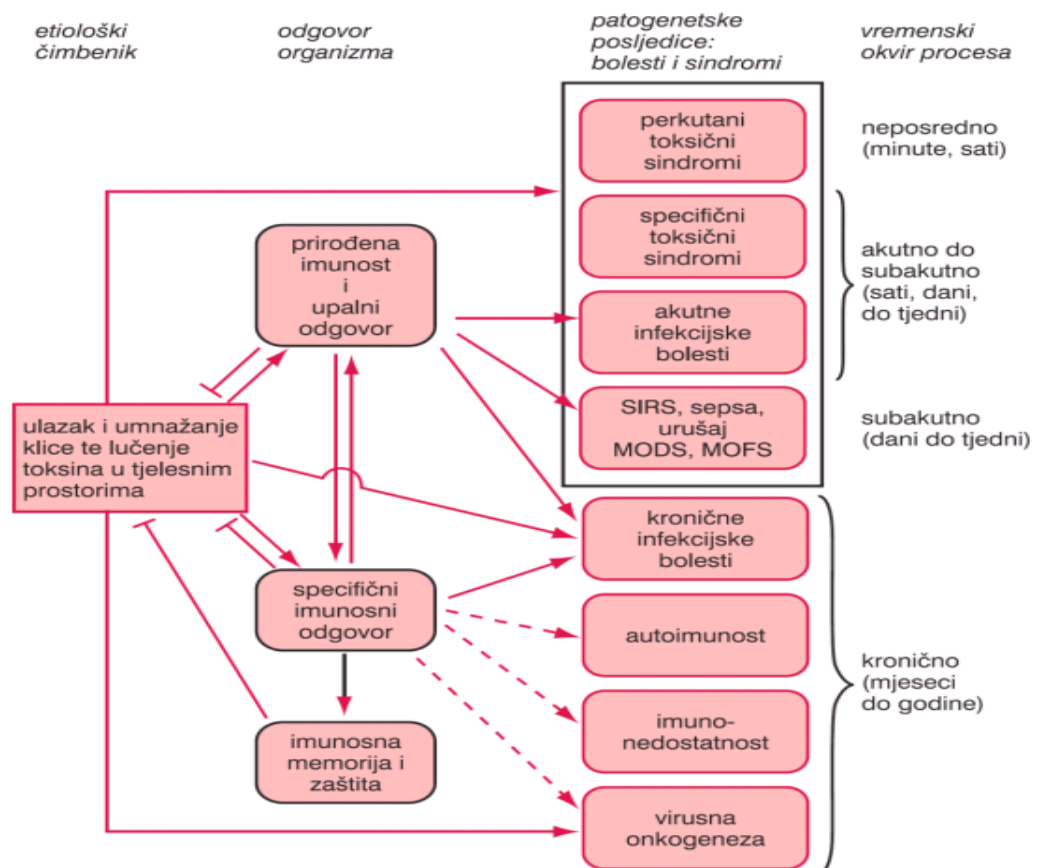 etiološki
čimbenik
odgovor
organizma
patogenetske
posljedice:
bolesti i sindromi
vremenski
okvir procesa
perkutani
toksični
sindromi
neposredno
(minute, sati)
specifični
toksični
sindromi
akutno do
subakutno
(sati, dani,
do tjedni)
prirođena
imunost
i
upalni
odgovor
akutne
infekcijske
bolesti
SIRS, sepsa,
urušaj
MODS, MOFS
subakutno
(dani do tjedni)
ulazak i umnažanje
klice te lučenje
toksina u tjelesnim
prostorima
kronične
infekcijske
bolesti
specifični
imunosni
odgovor
autoimunost
kronično
(mjeseci
do godine)
imuno-
nedostatnost
imunosna
memorija i
zaštita
virusna
onkogeneza